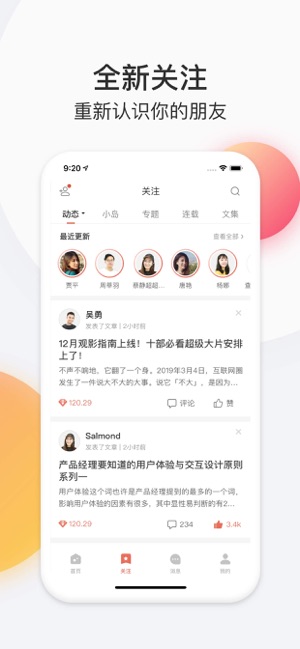 全新关注
重新认识你的朋友
9:20
关注
动态 小岛 专题 连载 文集
最近更新 查看全部 >
贾平 周草羽 蔡静超超... 唐艳 杨娜
吴勇
发表了文章 | 2小时前
12月观影指南上线！十部必看超级大片安排
上了！
不声不响地，它翻了一个身。2019年3月4日，互联网圈
发生了一件说大不大的大事。说它「不大」，是因为...
120.29 评论 赞
Salmond
发表了文章 | 2小时前
产品经理要知道的用户体验与交互设计原则
系列一
用户体验这个词也许是产品经理提到的最多的一个词，
影响用户体验的因素有很多，其中显性易判断的有2...
120.29 234 3.4k
首页 关注 消息 我的